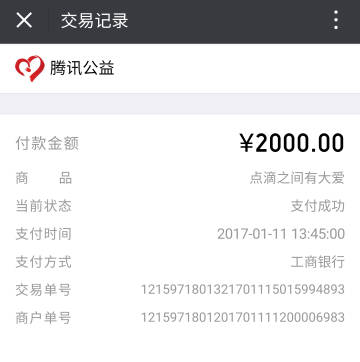 交易记录
腾讯公益
付款金额 ¥2000.00
商 品 点滴之间有大爱
当前状态 支付成功
支付时间 2017-01-11 13:45:00
支付方式 工商银行
交易单号 1215971801321701115015994893
商户单号 1215971801201701111200006983